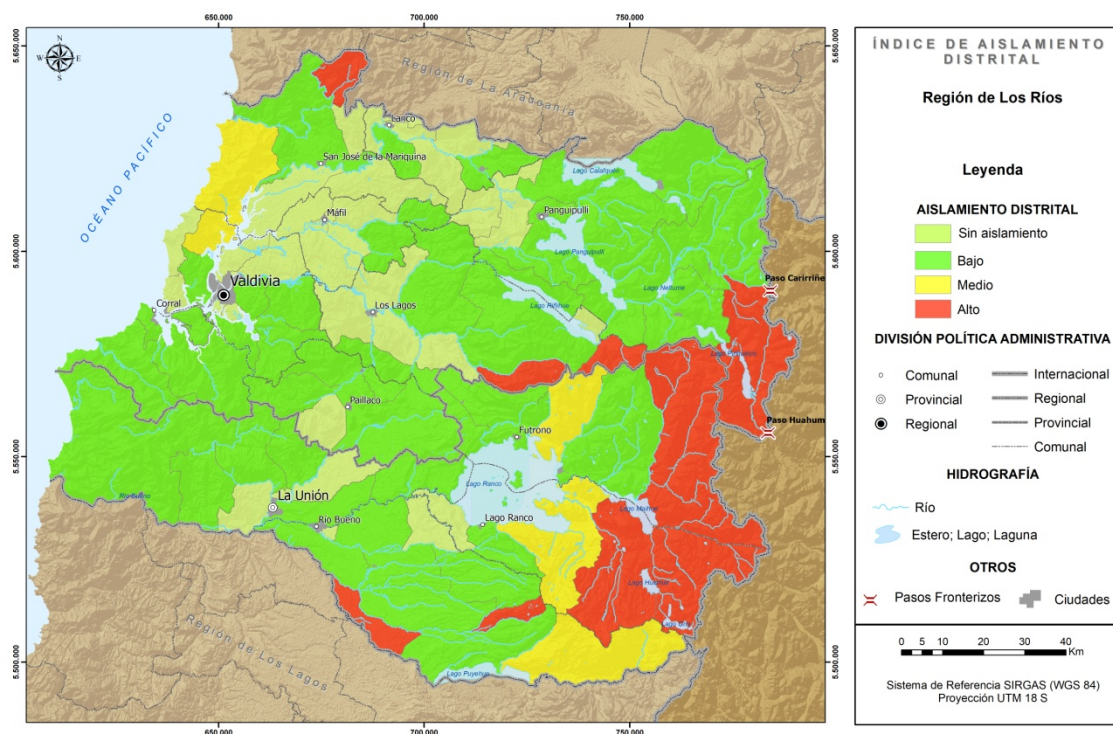 650.000
700.000
750.000
5.650.000
5.600.000
5.550.000
5.500.000
N
W
E
S
OCÉANO PACÍFICO
Región de La Araucanía
Lanco
San José de la Mariquina
Lago Calafquén
Máfil
Panguipulli
Lago Panguipulli
Valdivia
Paso Carirriñe
Lago Neltume
Corral
Los Lagos
Lago Riñihue
Paillaco
Futrono
Paso Huahum
Lago Ranco
La Unión
Río Bueno
Río Bueno
Lago Ranco
Lago Maihue
Lago Huishue
Región de Los Lagos
Lago Puyehue
650.000
700.000
750.000
ÍNDICE DE AISLAMIENTO
DISTRITAL
Región de Los Ríos
Leyenda
AISLAMIENTO DISTRITAL
Sin aislamiento
Bajo
Medio
Alto
DIVISIÓN POLÍTICA ADMINISTRATIVA
Comunal
Internacional
Provincial
Regional
Regional
Provincial
Comunal
HIDROGRAFÍA
Río
Estero; Lago; Laguna
OTROS
Pasos Fronterizos
Ciudades
0 5 10 20 30 40
Km
Sistema de Referencia SIRGAS (WGS 84)
Proyección UTM 18 S